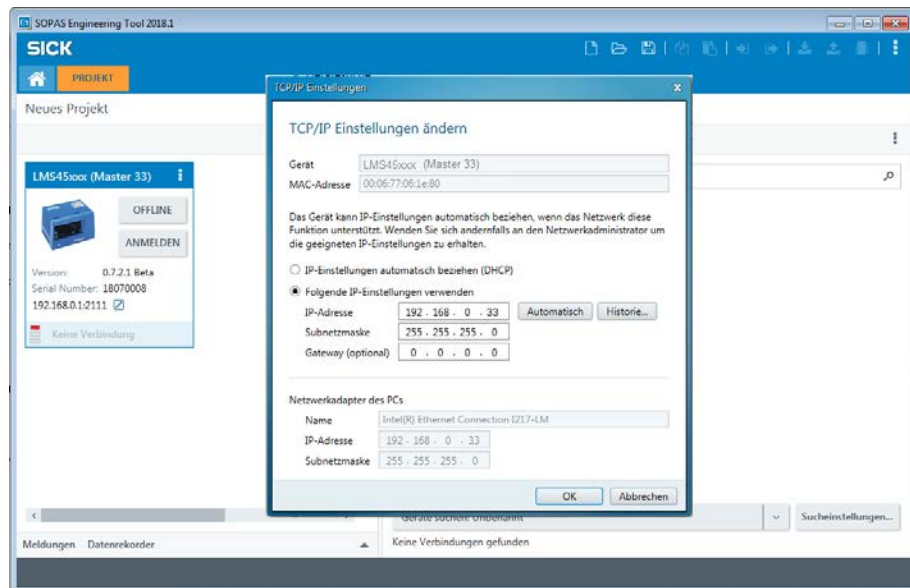 SOPAS Engineering Tool 2018.1
SICK
PROJEKT
Neues Projekt
LMS45xxx (Master 33)
OFFLINE
ANMELDEN
Version: 0.7.2.1 Beta
Serial Number: 18070008
192.168.0.1:2111
Keine Verbindung
TCP/IP Einstellungen
TCP/IP Einstellungen ändern
Gerät LMS45xxx (Master 33)
MAC-Adresse 00:06:77:06:1e:80
Das Gerät kann IP-Einstellungen automatisch beziehen, wenn das Netzwerk diese
Funktion unterstützt. Wenden Sie sich andernfalls an den Netzwerkadministrator um
die geeigneten IP-Einstellungen zu erhalten.
IP-Einstellungen automatisch beziehen (DHCP)
Folgende IP-Einstellungen verwenden
IP-Adresse 192 . 168 . 0 . 33 Automatisch Historie...
Subnetzmaske 255 . 255 . 255 . 0
Gateway (optional) 0 . 0 . 0 . 0
Netzwerkadapter des PCs
Name Intel(R) Ethernet Connection I217-LM
IP-Adresse 192 . 168 . 0 . 33
Subnetzmaske 255 . 255 . 255 . 0
OK Abbrechen
Sucheinstellungen...
Meldungen Datenrekorder
Keine Verbindungen gefunden